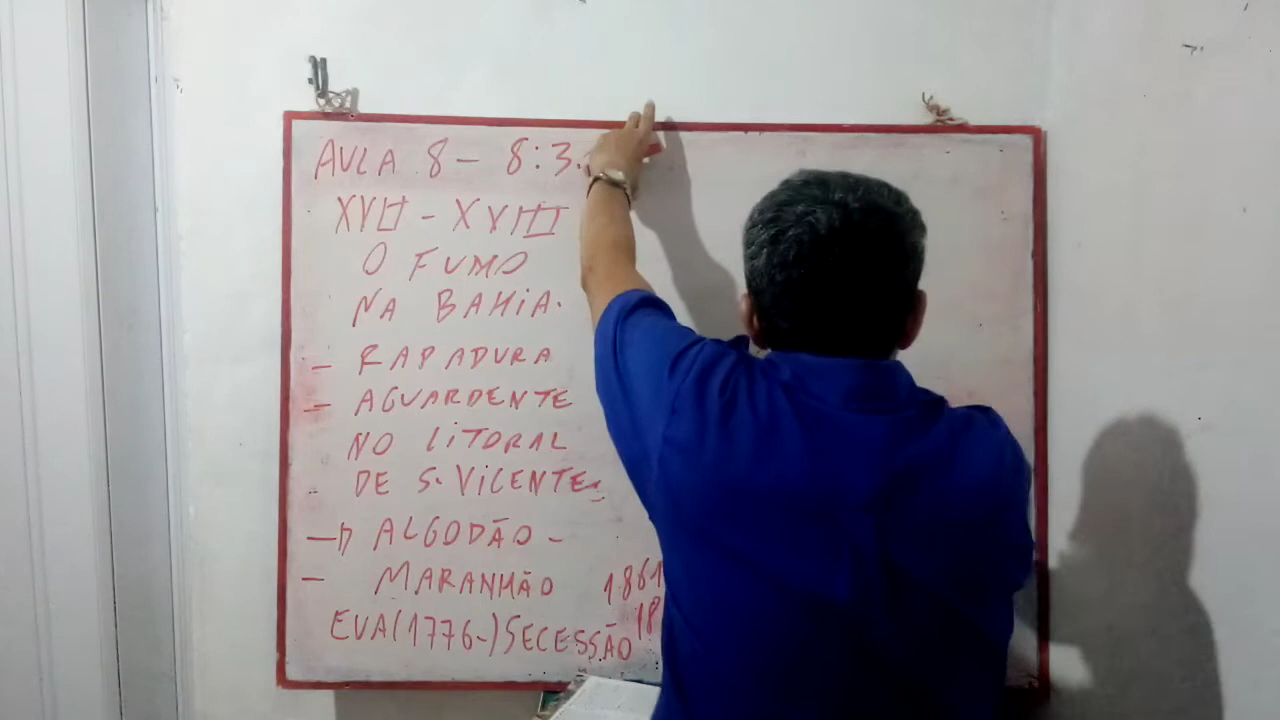 AULA 8 - 8:3.
XVII - XVIII
O FUMO
NA BAHIA.
- RAPADURA
- AGUARDENTE
NO LITORAL
DE S. VICENTE.
→ ALGODÃO -
- MARANHÃO 1861
EUA (1776-) SECESSÃO 18